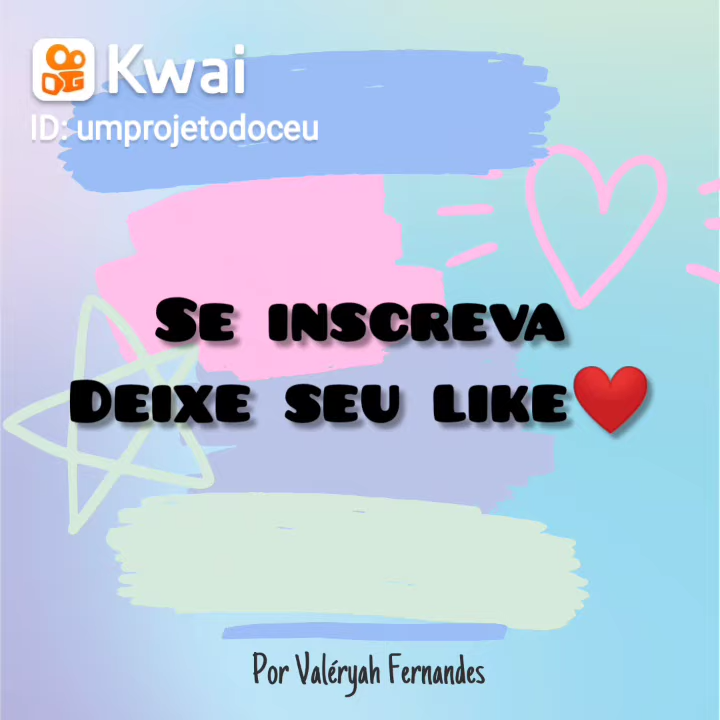 Kwai
ID: umprojetodoceu
Se inscreva
Deixe seu like❤️
Por Valéryah Fernandes